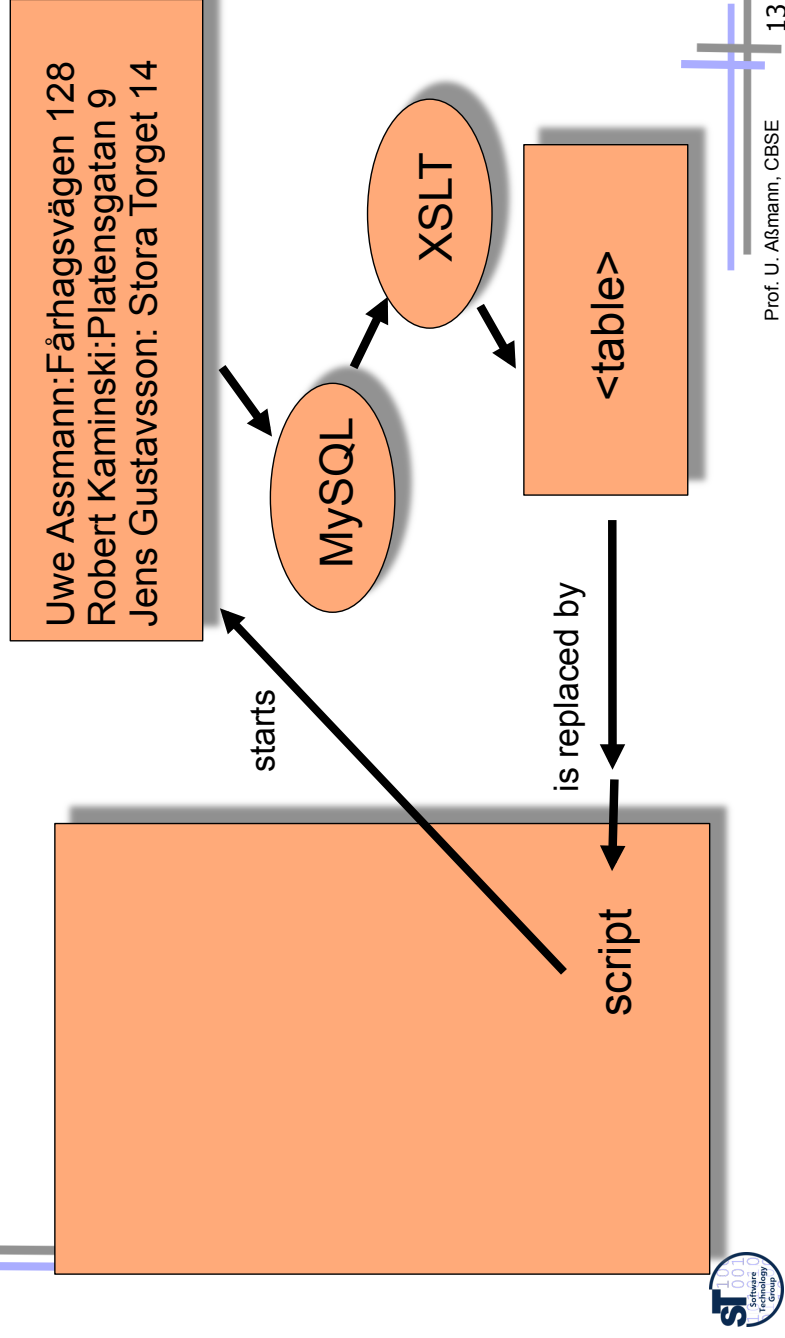 Uwe Assmann:Fårhagsvägen 128
Robert Kaminski:Platensgatan 9
Jens Gustavsson: Stora Torget 14
starts
MySQL
XSLT
<table>
is replaced by
script
ST
Software
Technology
Group
Prof. U. Aßmann, CBSE
13